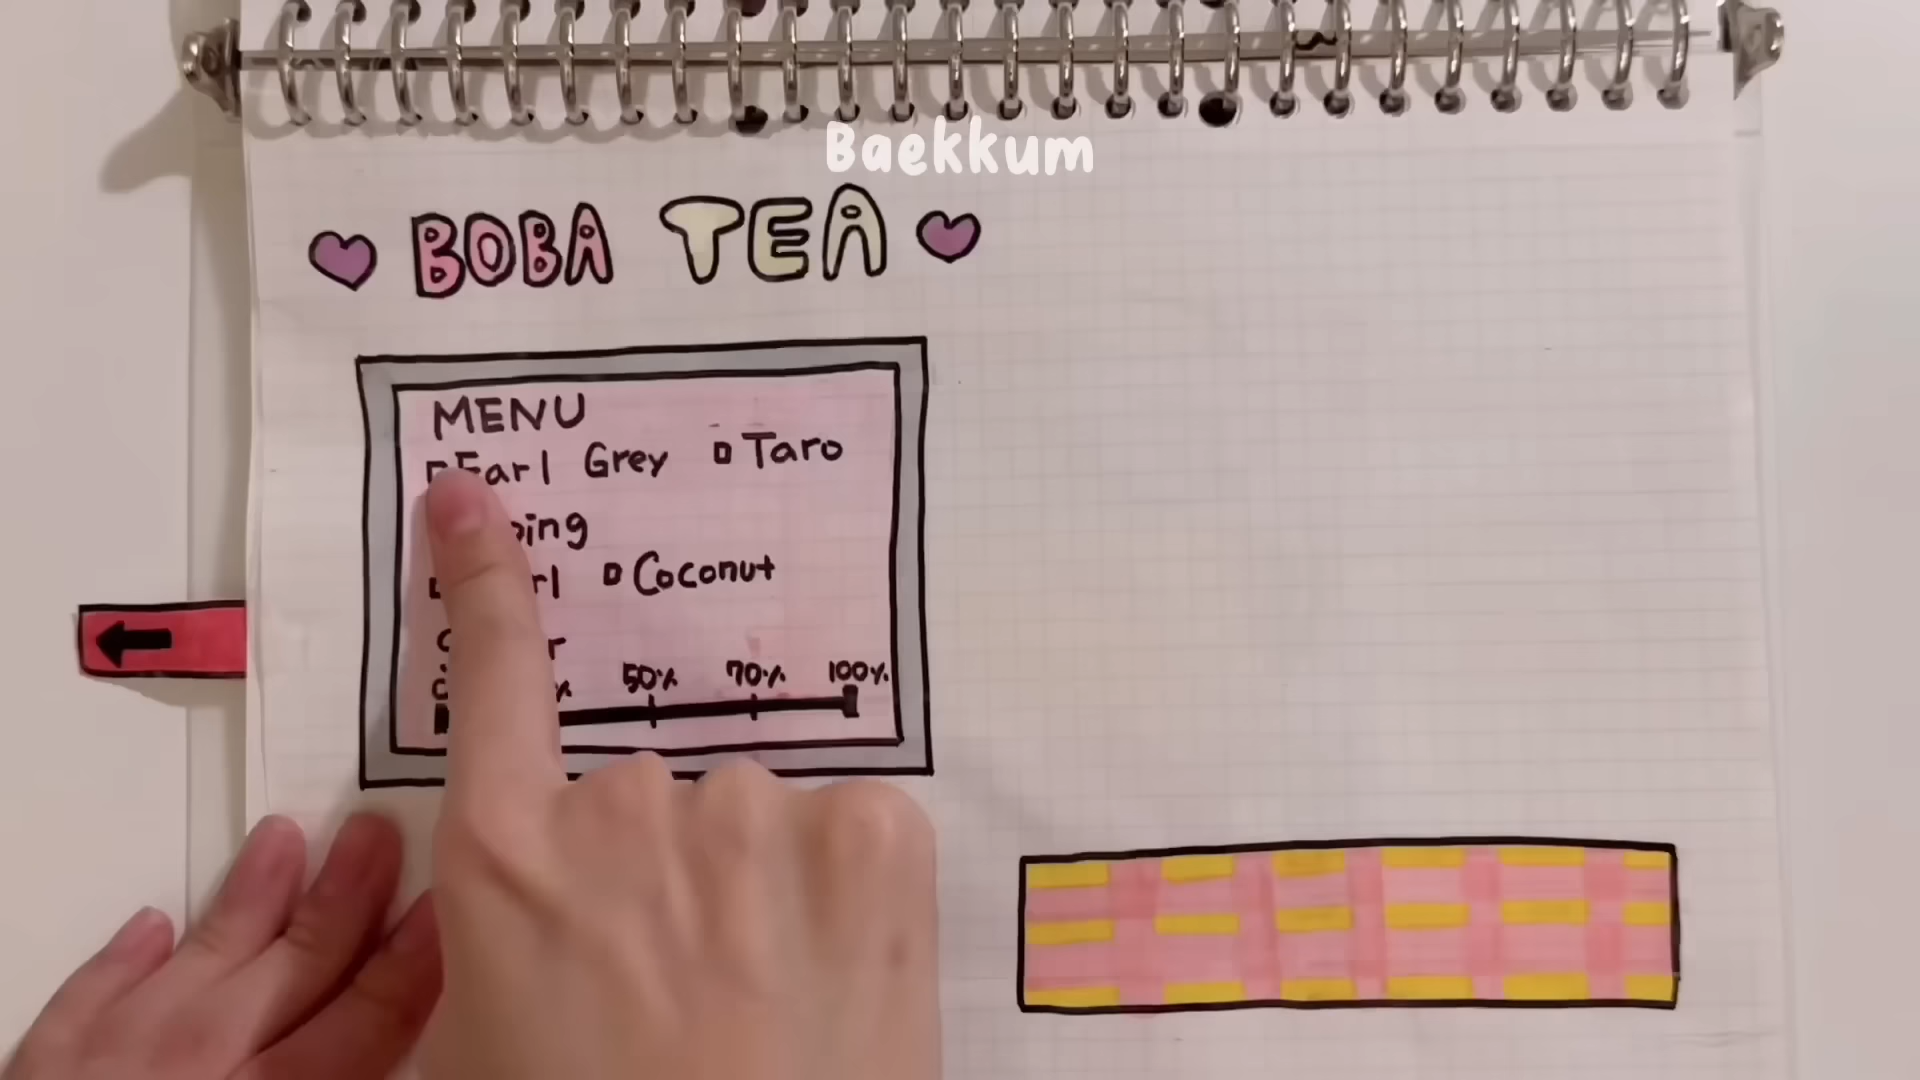 Baekkum
BOBA TEA
MENU
Earl Grey Taro
Coconut
50% 70% 100%